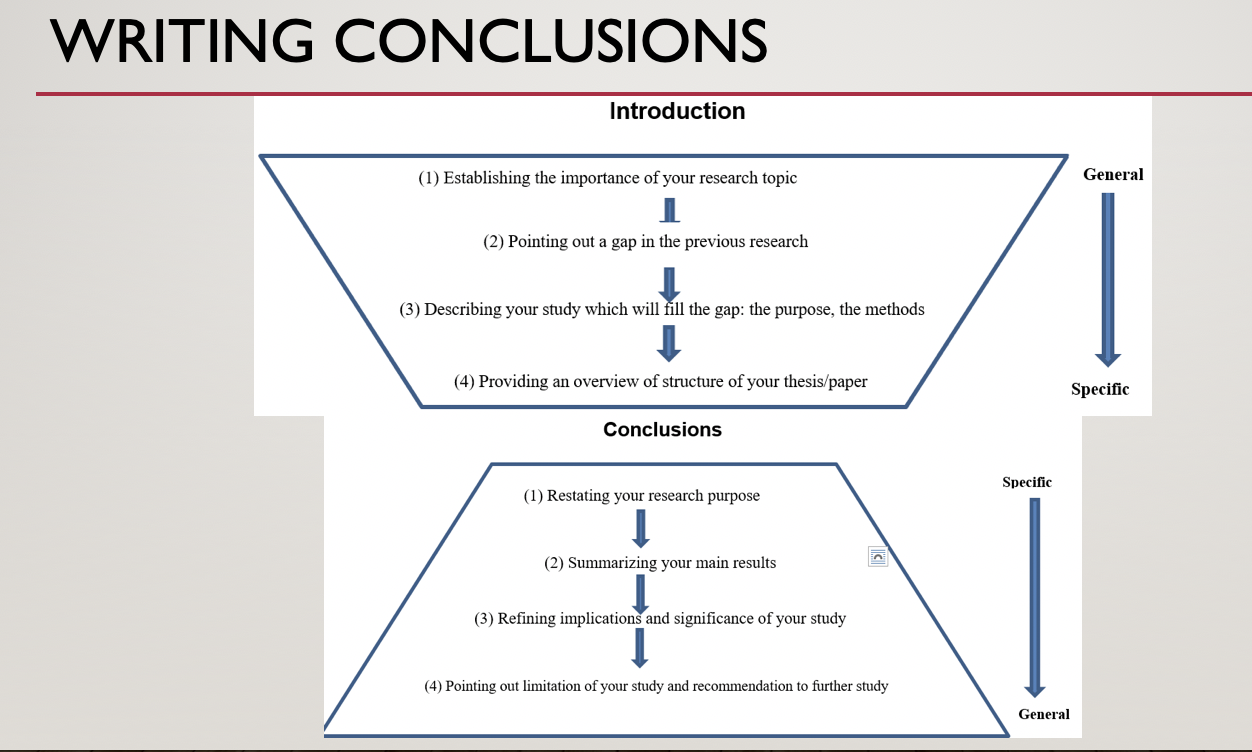 WRITING CONCLUSIONS
Introduction
(1) Establishing the importance of your research topic
General
(2) Pointing out a gap in the previous research
(3) Describing your study which will fill the gap: the purpose, the methods
(4) Providing an overview of structure of your thesis/paper
Specific
Conclusions
Specific
(1) Restating your research purpose
(2) Summarizing your main results
(3) Refining implications and significance of your study
(4) Pointing out limitation of your study and recommendation to further study
General